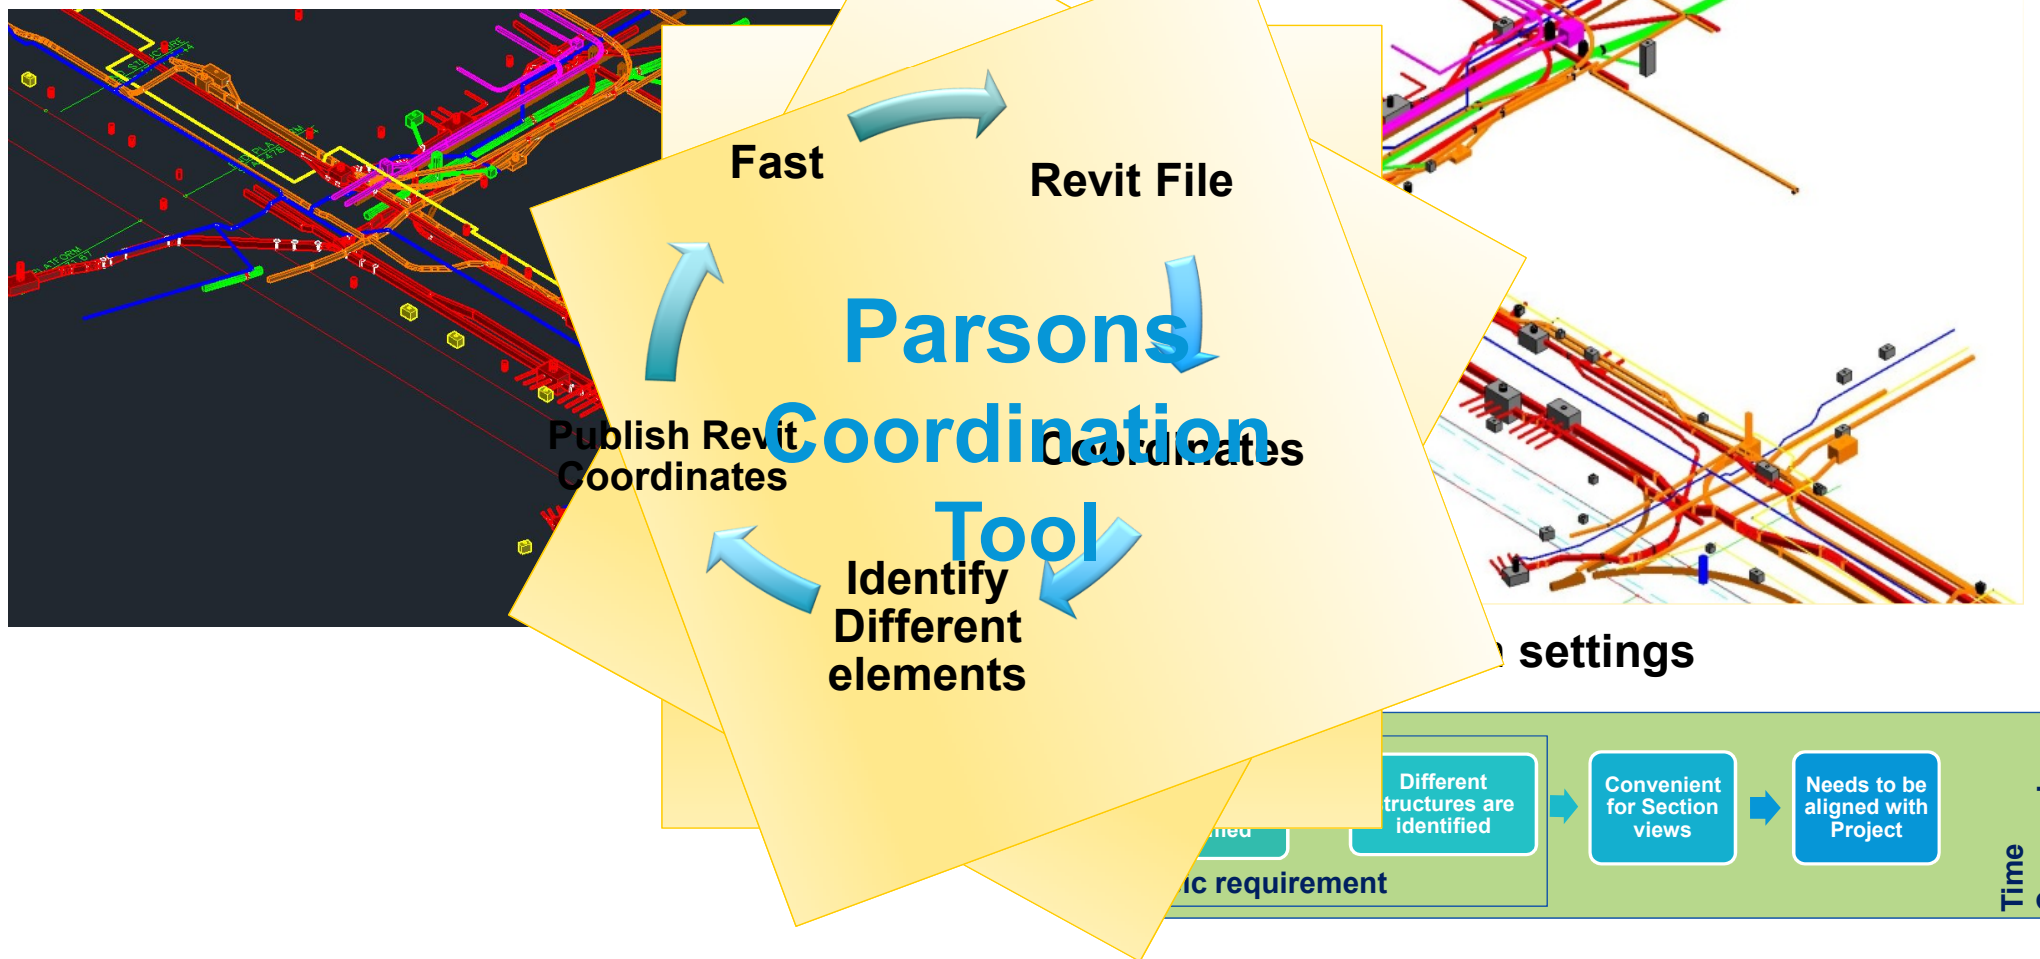 Fast
Revit File
Parsons
Coordination
Tool
Publish Revit
Coordinates
Coordinates
Identify
Different
elements
settings
Different
structures are
identified
Convenient
for Section
views
Needs to be
aligned with
Project
requirement
Time